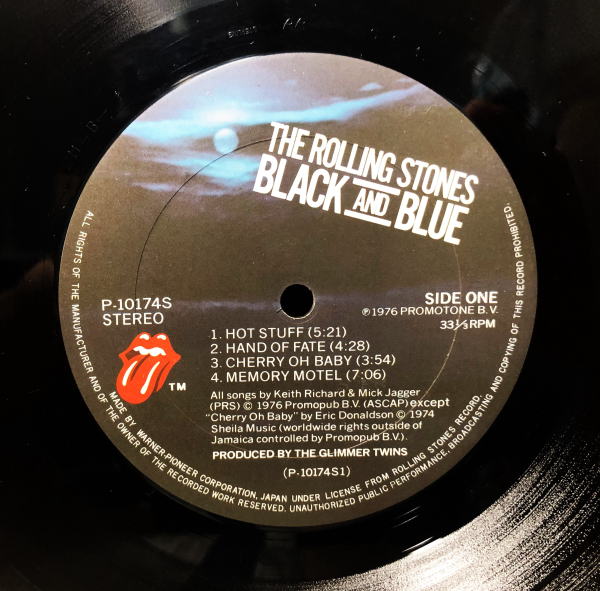 THE ROLLING STONES
BLACK AND BLUE
P-10174S
STEREO
SIDE ONE
℗1976 PROMOTONE B.V.
33⅓RPM
1. HOT STUFF (5:21)
2. HAND OF FATE (4:28)
3. CHERRY OH BABY (3:54)
4. MEMORY MOTEL (7:06)
TM
All songs by Keith Richard & Mick Jagger
(PRS) © 1976 Promopub B.V. (ASCAP) except
"Cherry Oh Baby" by Eric Donaldson © 1974
Sheila Music (worldwide rights outside of
Jamaica controlled by Promopub B.V.).
PRODUCED BY THE GLIMMER TWINS
(P-10174S1)
ALL RIGHTS OF THE MANUFACTURER AND OF THE OWNER OF THE RECORDED WORK RESERVED. UNAUTHORIZED PUBLIC PERFORMANCE, BROADCASTING AND COPYING OF THIS RECORD PROHIBITED.
MADE BY WARNER-PIONEER CORPORATION, JAPAN UNDER LICENSE FROM ROLLING STONES RECORD.